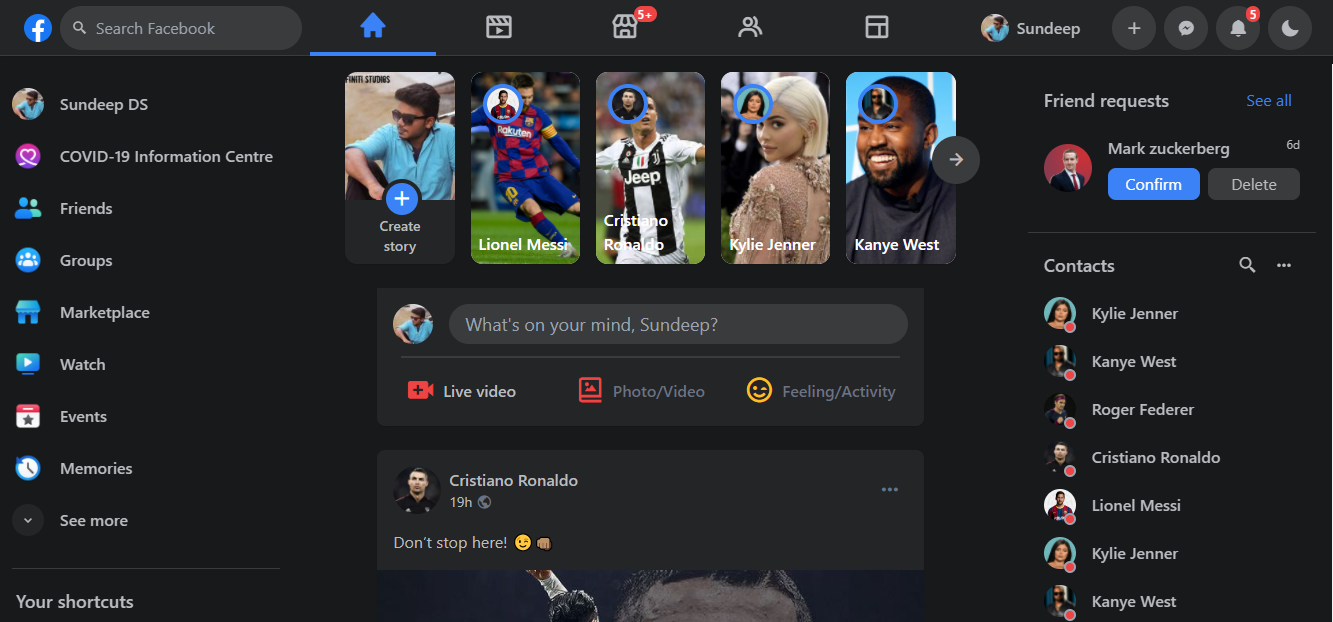 Search Facebook
5+
Sundeep
5
Sundeep DS
COVID-19 Information Centre
Friends
Groups
Marketplace
Watch
Events
Memories
See more
Your shortcuts
FINITI STUDIOS
Create
story
Rakuten
Lionel Messi
Jeep
Cristiano
Ronaldo
Kylie Jenner
Kanye West
What's on your mind, Sundeep?
Live video
Photo/Video
Feeling/Activity
Cristiano Ronaldo
19h
Don’t stop here! 😉👊🏽
Friend requests
See all
Mark zuckerberg
6d
Confirm
Delete
Contacts
Kylie Jenner
Kanye West
Roger Federer
Cristiano Ronaldo
Lionel Messi
Kylie Jenner
Kanye West